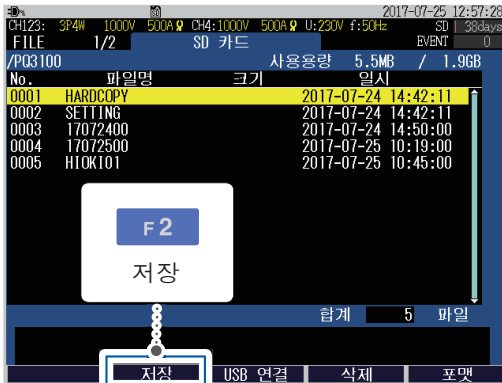 2017-07-25 12:57:28
CH123: 3P4W 1000V 500A CH4:1000V 500A U:230V f:50Hz SD 38days
FILE 1/2 SD 카드 EVENT 0
/PQ3100 사용용량 5.5MB / 1.9GB
No. 파일명 크기 일시
0001 HARDCOPY 2017-07-24 14:42:11
0002 SETTING 2017-07-24 14:42:11
0003 17072400 2017-07-24 14:50:00
0004 17072500 2017-07-25 10:19:00
0005 HIOKI01 2017-07-25 10:45:00
F2
저장
합계 5 파일
저장 USB 연결 삭제 포맷